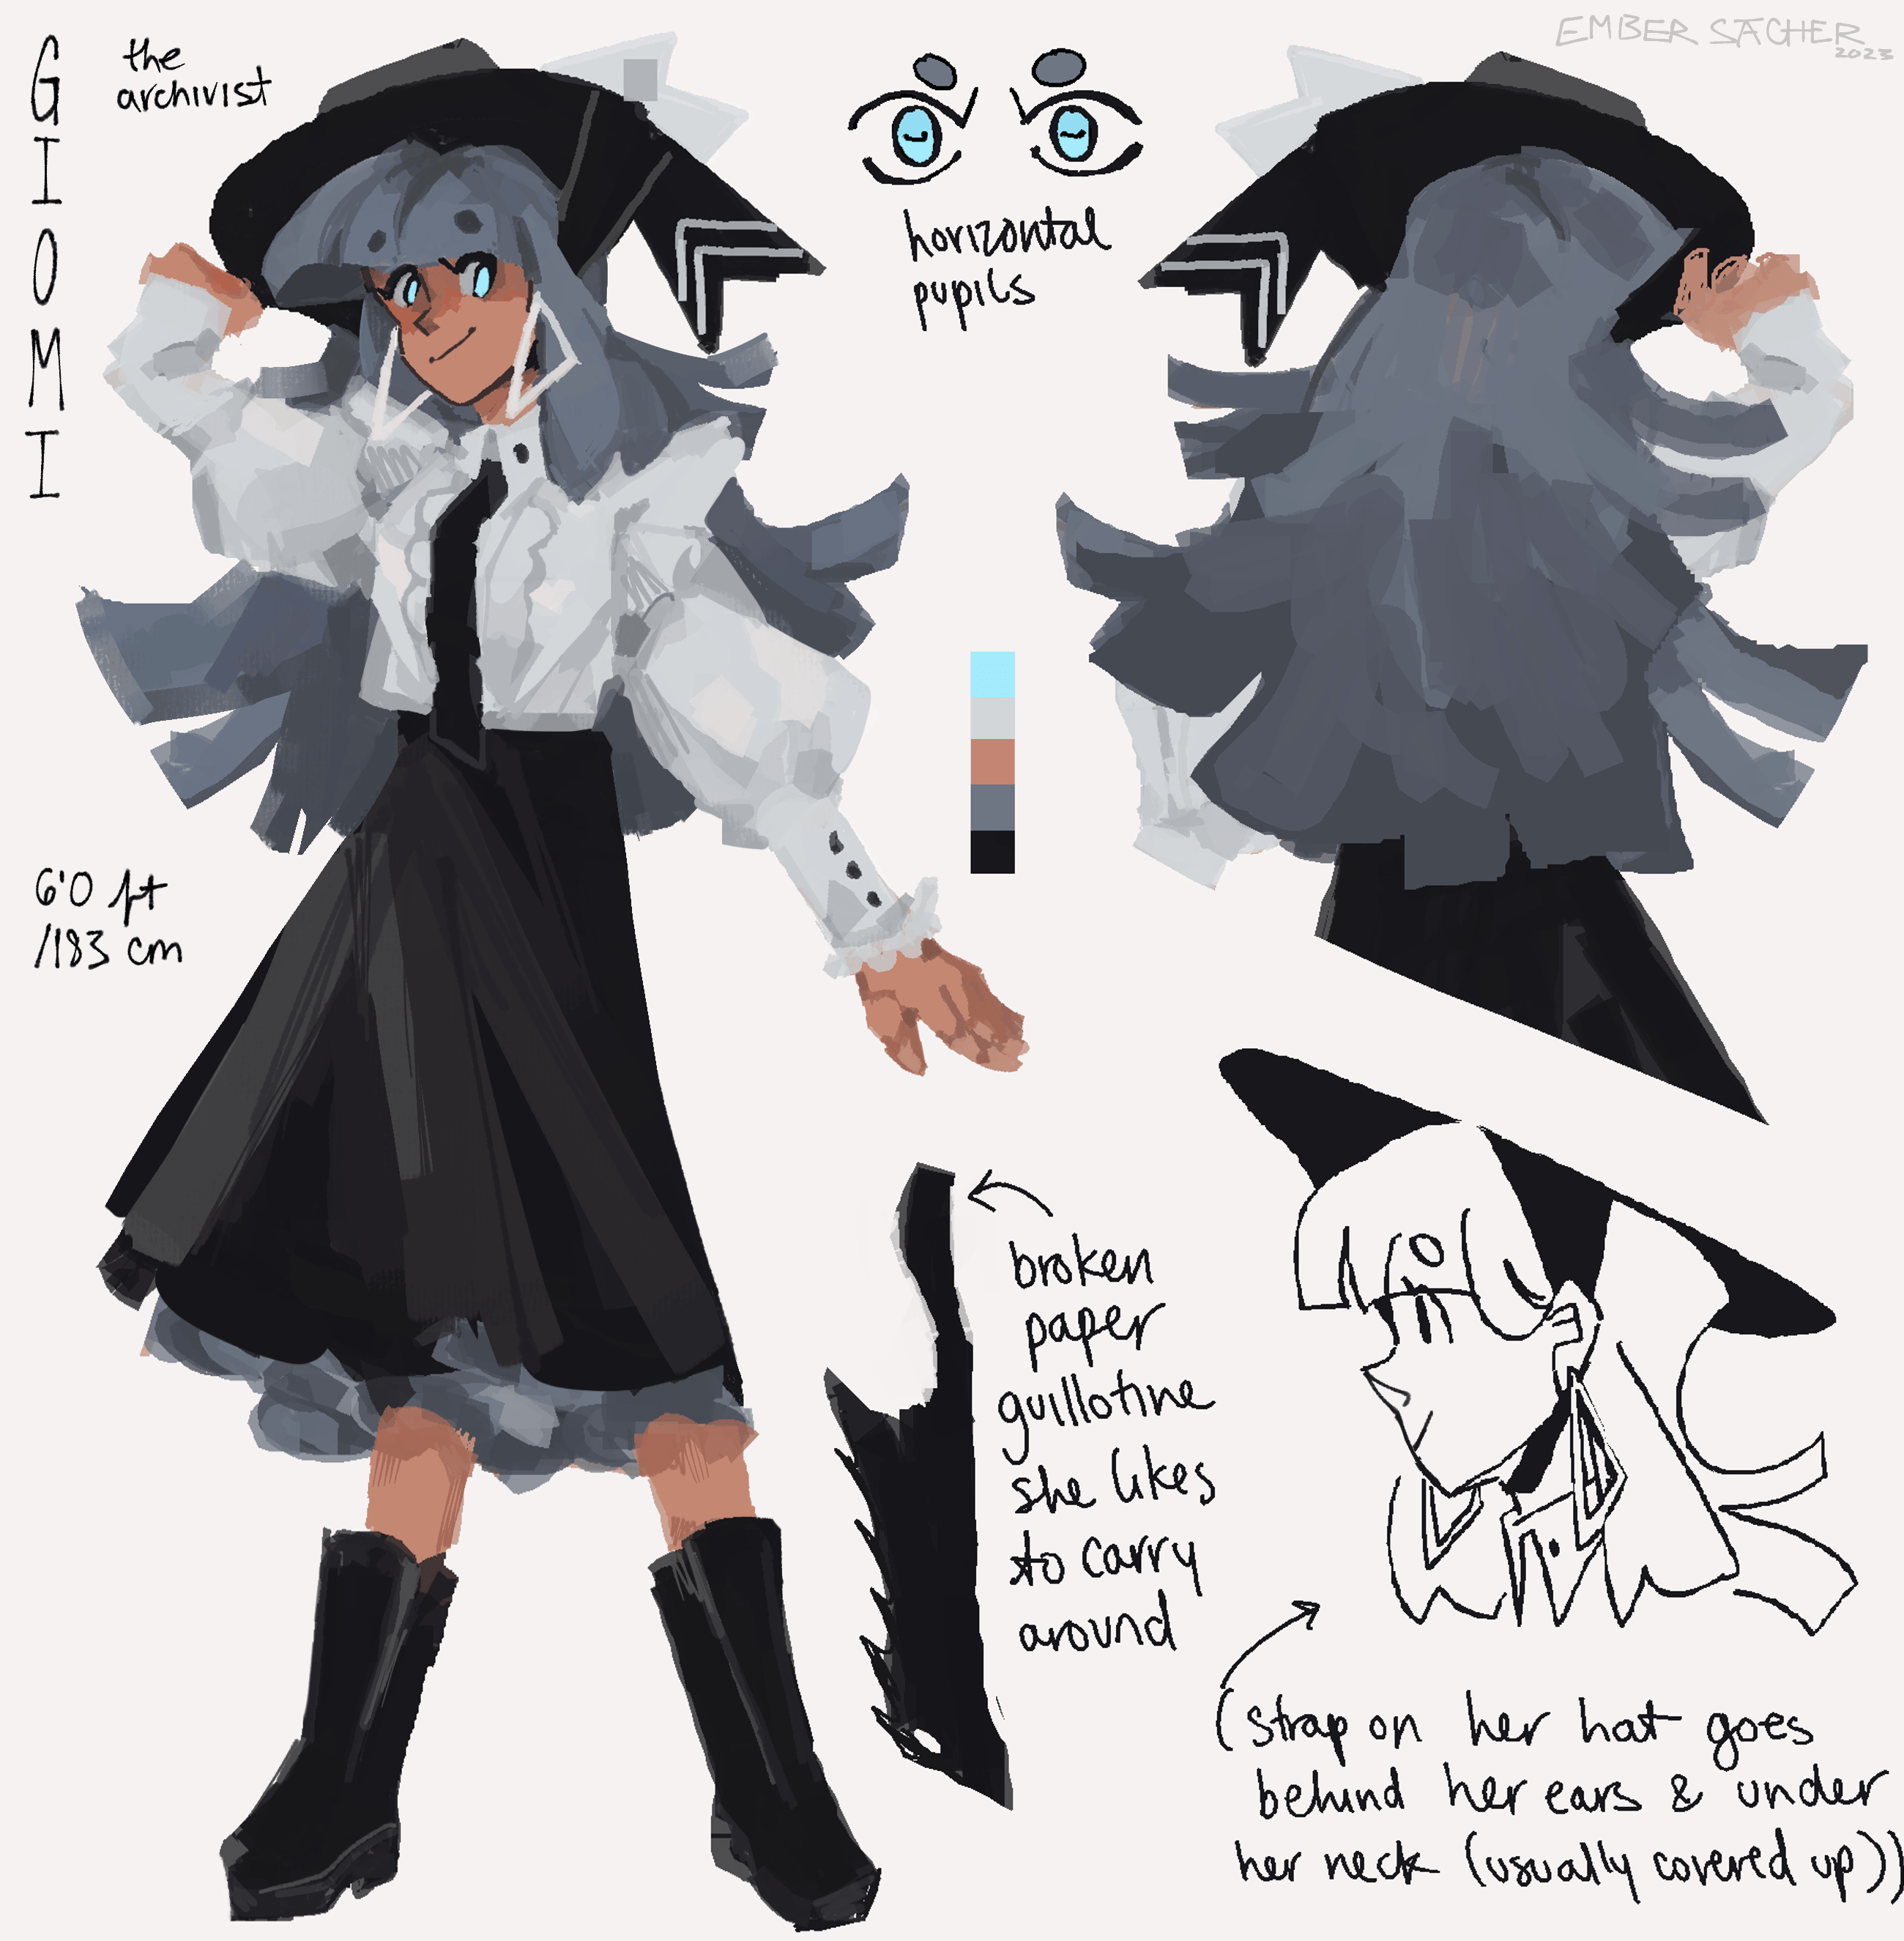 GIOMI
the
archivist
EMBER SAGHER
2023
horizontal
pupils
6'0 ft
/183 cm
broken
paper
guillotine
she likes
to carry
around
(strap on her hat goes
behind her ears & under
her neck (usually covered up))